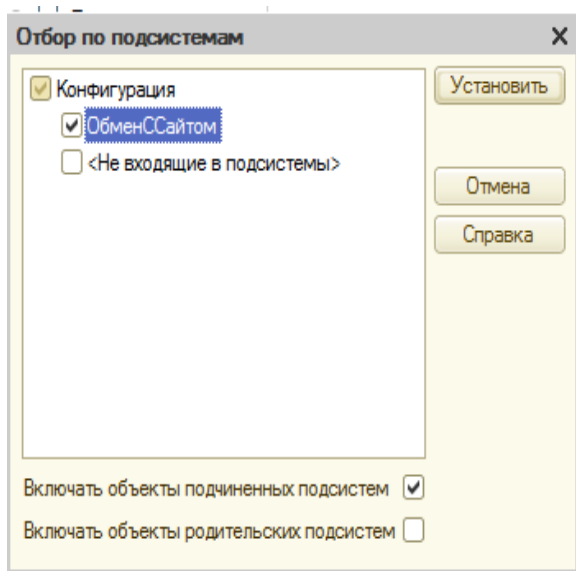 Отбор по подсистемам
Конфигурация
Установить
ОбменССайтом
<Не входящие в подсистемы>
Отмена
Справка
Включать объекты подчиненных подсистем
Включать объекты родительских подсистем